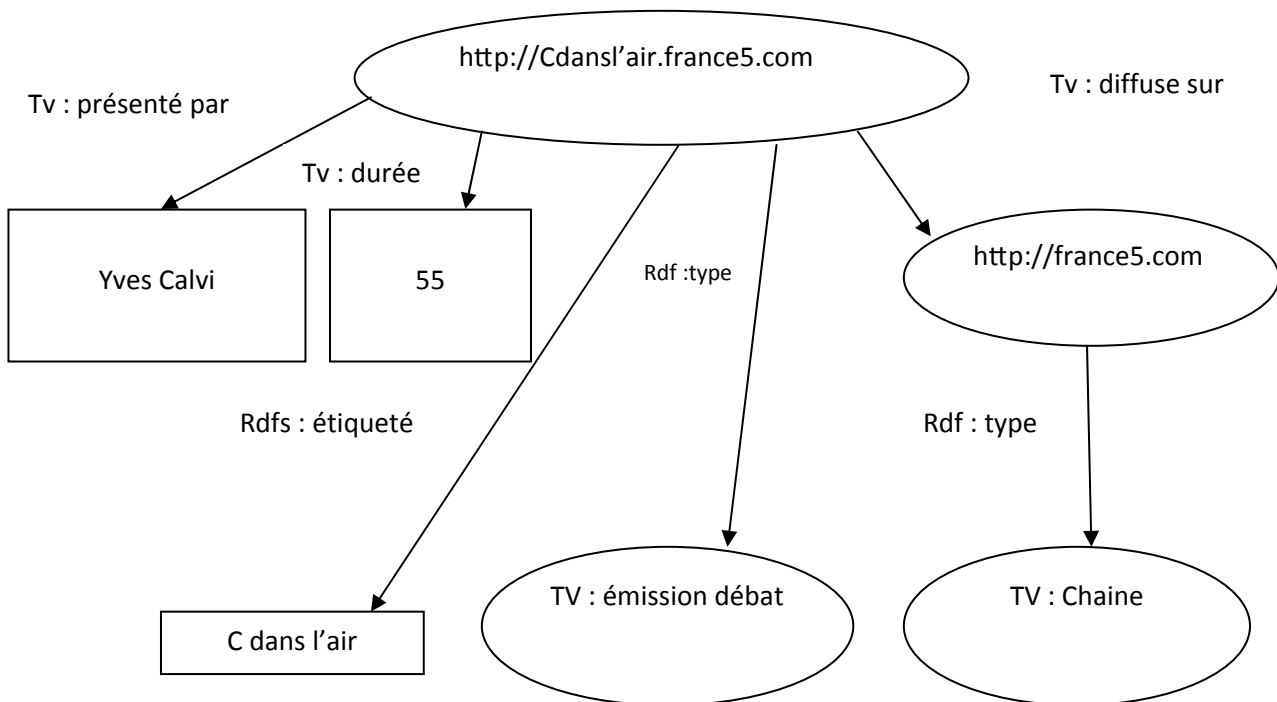 http://Cdansl’air.france5.com
Tv : diffuse sur
Tv : présenté par
Tv : durée
Yves Calvi
55
Rdf :type
http://france5.com
Rdfs : étiqueté
Rdf : type
C dans l’air
TV : émission débat
TV : Chaine